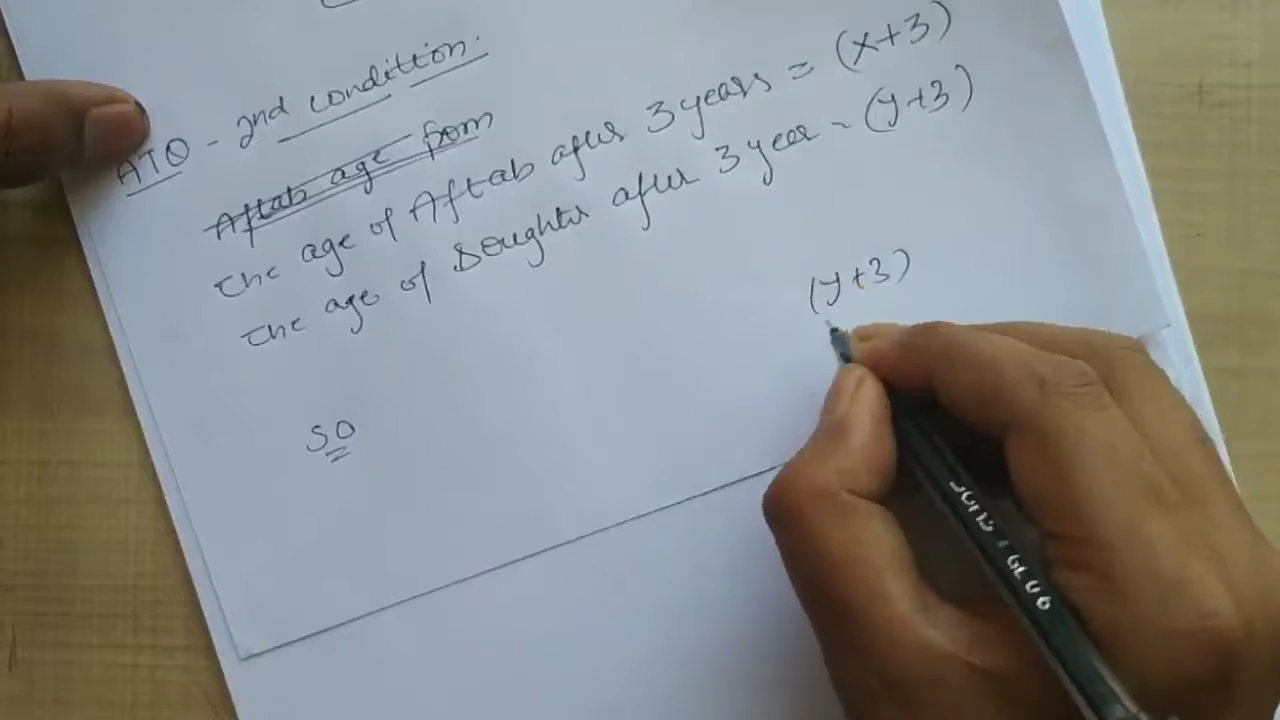 ATQ - 2nd condition.
Aftab age from
the age of Aftab after 3 years = (x+3)
the age of Doughter after 3 year = (y+3)
(y+3)
SO